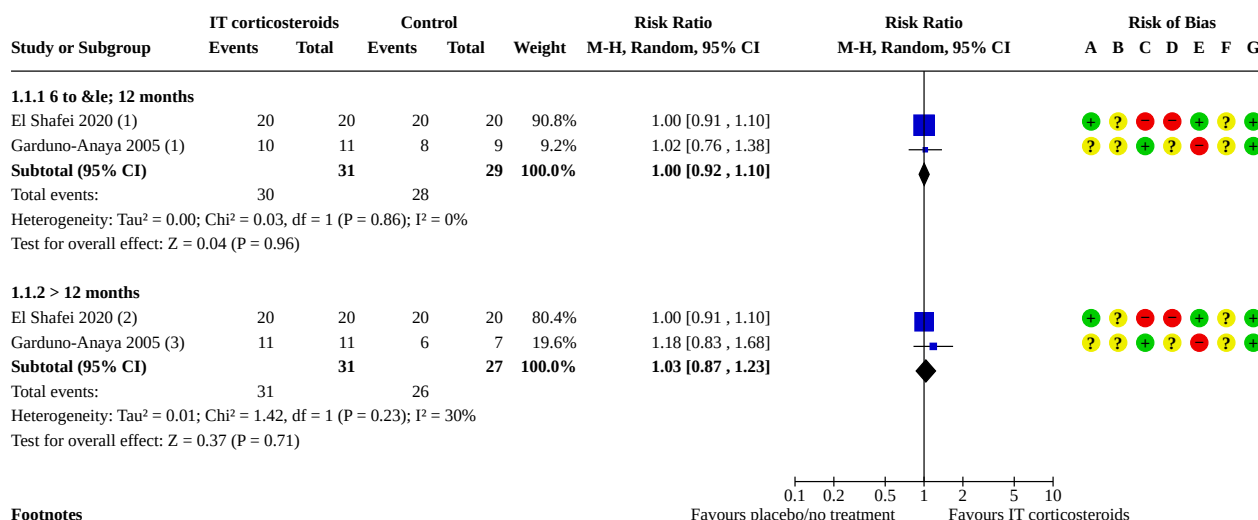 IT corticosteroids Control Risk Ratio Risk Ratio Risk of Bias
Study or Subgroup Events Total Events Total Weight M-H, Random, 95% CI M-H, Random, 95% CI A B C D E F G
1.1.1 6 to &le; 12 months
El Shafei 2020 (1) 20 20 20 20 90.8% 1.00 [0.91 , 1.10] + ? − − + ? +
Garduno-Anaya 2005 (1) 10 11 8 9 9.2% 1.02 [0.76 , 1.38] ? ? + ? − ? +
Subtotal (95% CI) 31 29 100.0% 1.00 [0.92 , 1.10]
Total events: 30 28
Heterogeneity: Tau² = 0.00; Chi² = 0.03, df = 1 (P = 0.86); I² = 0%
Test for overall effect: Z = 0.04 (P = 0.96)
1.1.2 > 12 months
El Shafei 2020 (2) 20 20 20 20 80.4% 1.00 [0.91 , 1.10] + ? − − + ? +
Garduno-Anaya 2005 (3) 11 11 6 7 19.6% 1.18 [0.83 , 1.68] ? ? + ? − ? +
Subtotal (95% CI) 31 27 100.0% 1.03 [0.87 , 1.23]
Total events: 31 26
Heterogeneity: Tau² = 0.01; Chi² = 1.42, df = 1 (P = 0.23); I² = 30%
Test for overall effect: Z = 0.37 (P = 0.71)
0.1 0.2 0.5 1 2 5 10
Favours placebo/no treatment Favours IT corticosteroids
Footnotes